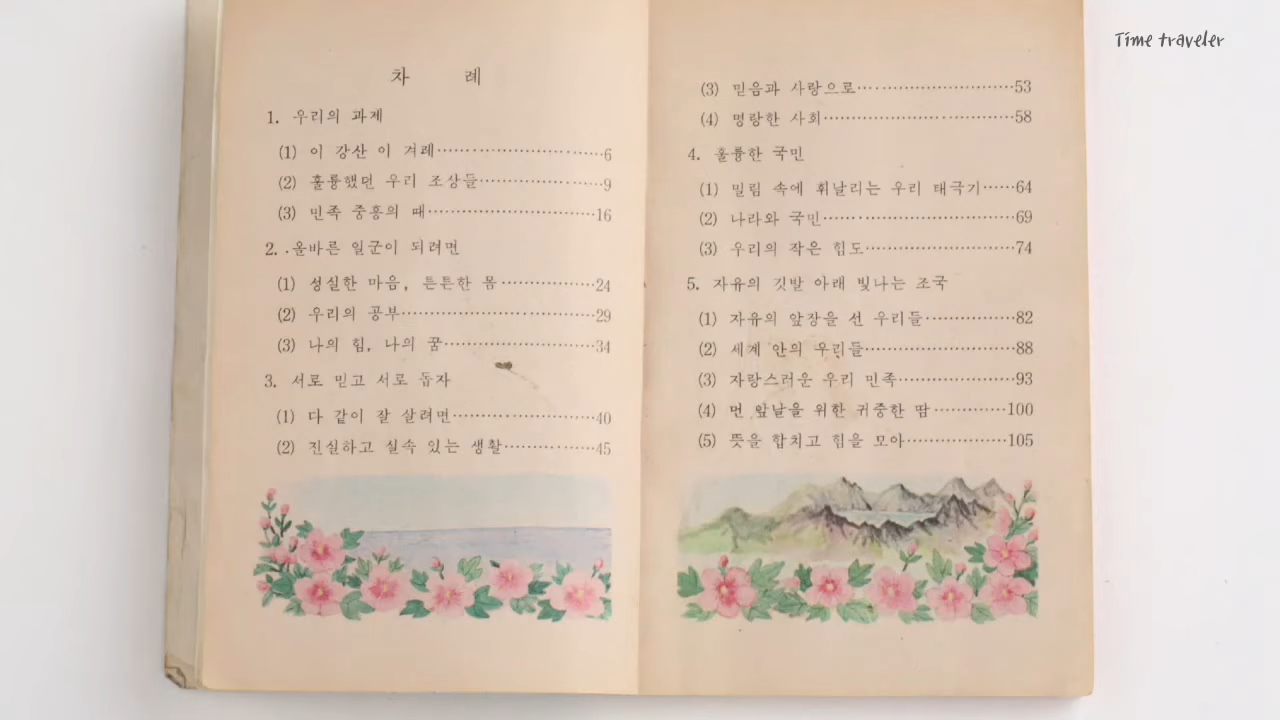 Time traveler
차 례
1. 우리의 과제
(1) 이 강산 이 겨레 6
(2) 훌륭했던 우리 조상들 9
(3) 민족 중흥의 때 16
2. 올바른 일군이 되려면
(1) 성실한 마음, 튼튼한 몸 24
(2) 우리의 공부 29
(3) 나의 힘, 나의 꿈 34
3. 서로 믿고 서로 돕자
(1) 다 같이 잘 살려면 40
(2) 진실하고 실속 있는 생활 45
(3) 믿음과 사랑으로 53
(4) 명랑한 사회 58
4. 훌륭한 국민
(1) 밀림 속에 휘날리는 우리 태극기 64
(2) 나라와 국민 69
(3) 우리의 작은 힘도 74
5. 자유의 깃발 아래 빛나는 조국
(1) 자유의 앞장을 선 우리들 82
(2) 세계 안의 우리들 88
(3) 자랑스러운 우리 민족 93
(4) 먼 앞날을 위한 귀중한 땀 100
(5) 뜻을 합치고 힘을 모아 105